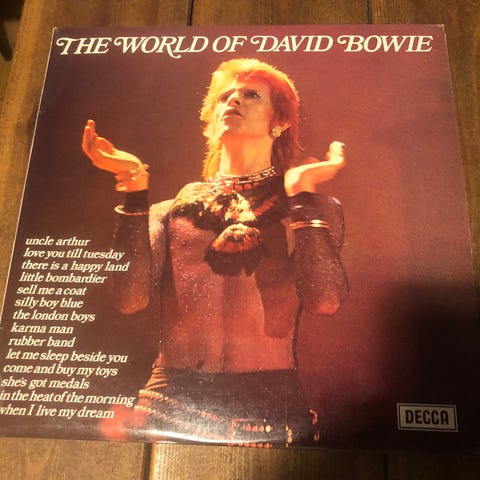 THE WORLD OF DAVID BOWIE
uncle arthur
love you till tuesday
there is a happy land
little bombardier
sell me a coat
silly boy blue
the london boys
karma man
rubber band
let me sleep beside you
come and buy my toys
she's got medals
in the heat of the morning
when I live my dream
DECCA